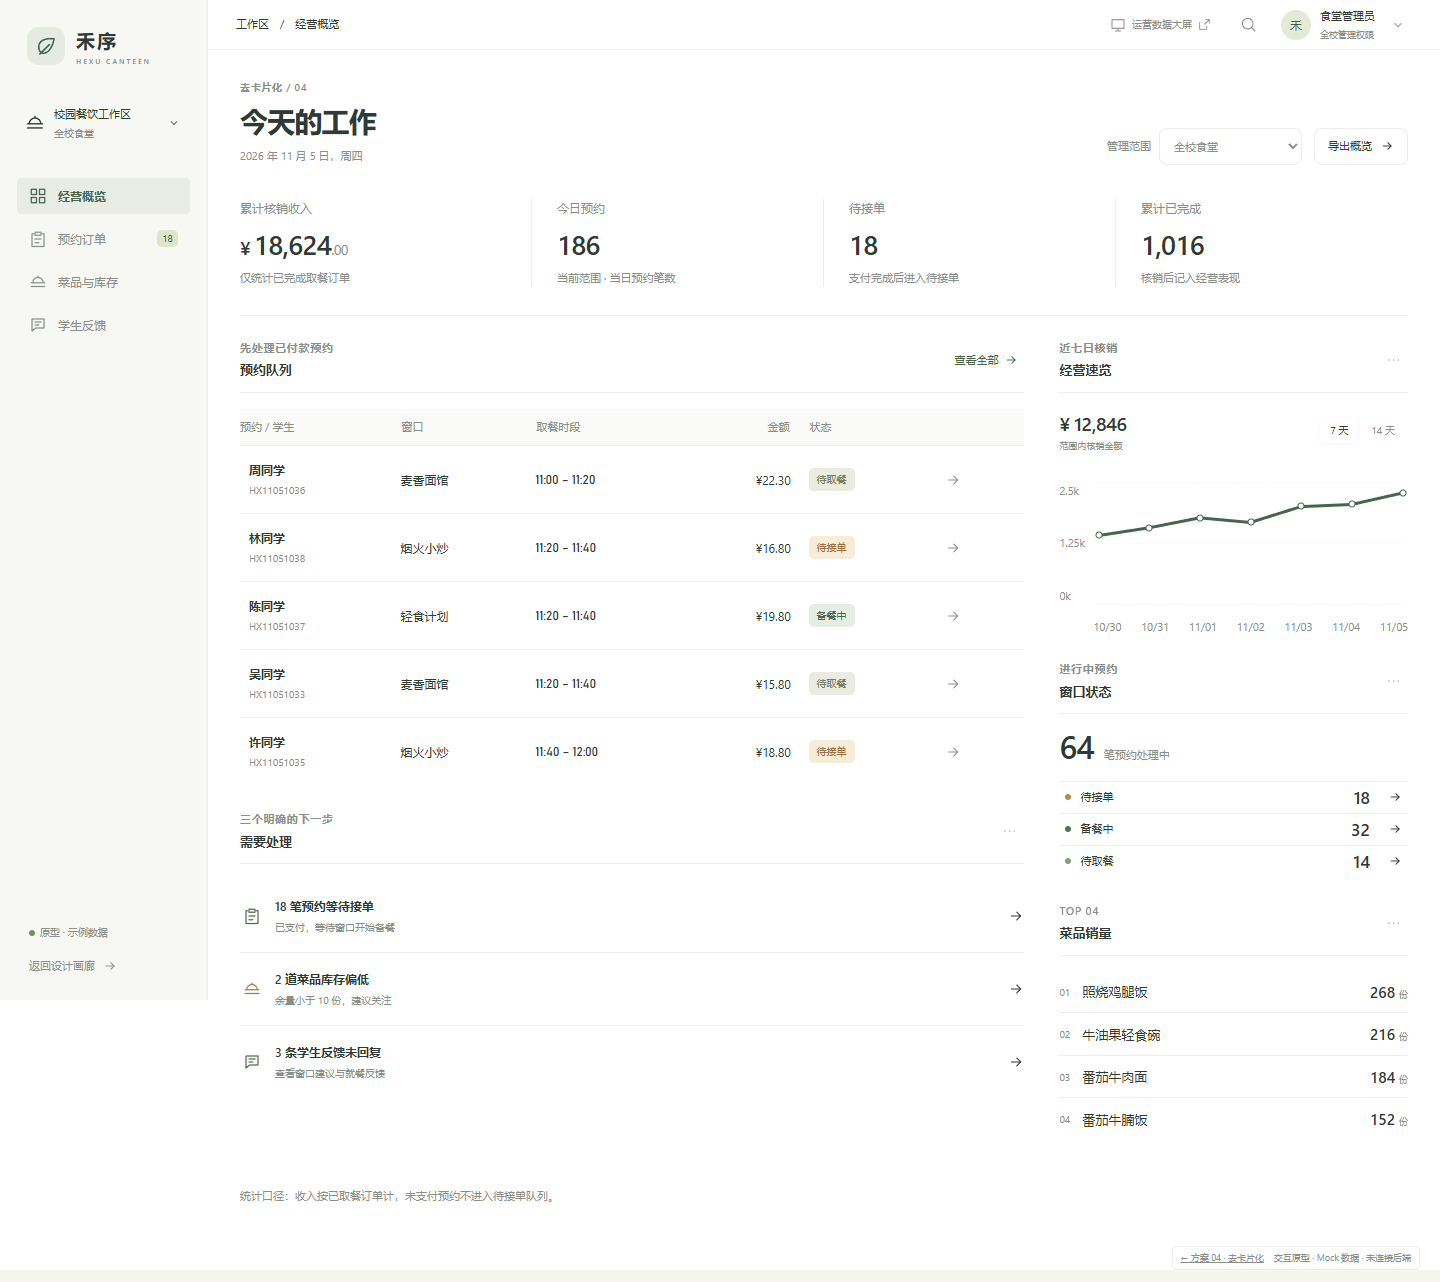 禾序
HEXU CANTEEN
校园餐饮工作区
全校食堂
经营概览
预约订单 18
菜品与库存
学生反馈
原型 · 示例数据
返回设计画廊 →
工作区 / 经营概览
运营数据大屏
禾
食堂管理员
全校管理权限
去卡片化 / 04
今天的工作
2026 年 11 月 5 日，周四
管理范围 全校食堂
导出概览 →
累计核销收入
¥ 18,624.00
仅统计已完成取餐订单
今日预约
186
当前范围 · 当日预约笔数
待接单
18
支付完成后进入待接单
累计已完成
1,016
核销后记入经营表现
先处理已付款预约
预约队列
查看全部 →
预约 / 学生 窗口 取餐时段 金额 状态
周同学
HX11051036
麦香面馆 11:00 – 11:20 ¥22.30 待取餐 →
林同学
HX11051038
烟火小炒 11:20 – 11:40 ¥16.80 待接单 →
陈同学
HX11051037
轻食计划 11:20 – 11:40 ¥19.80 备餐中 →
吴同学
HX11051033
麦香面馆 11:20 – 11:40 ¥15.80 待取餐 →
许同学
HX11051035
烟火小炒 11:40 – 12:00 ¥18.80 待接单 →
三个明确的下一步
需要处理
···
18 笔预约等待接单
已支付，等待窗口开始备餐
→
2 道菜品库存偏低
余量小于 10 份，建议关注
→
3 条学生反馈未回复
查看窗口建议与就餐反馈
→
近七日核销
经营速览
···
¥ 12,846
范围内核销金额
7 天 14 天
2.5k
1.25k
0k
10/30 10/31 11/01 11/02 11/03 11/04 11/05
进行中预约
窗口状态
···
64 笔预约处理中
待接单 18 →
备餐中 32 →
待取餐 14 →
TOP 04
菜品销量
···
01 照烧鸡腿饭 268 份
02 牛油果轻食碗 216 份
03 番茄牛肉面 184 份
04 番茄牛腩饭 152 份
统计口径：收入按已取餐订单计，未支付预约不进入待接单队列。
← 方案 04 · 去卡片化 交互原型 · Mock 数据 · 未连接后端